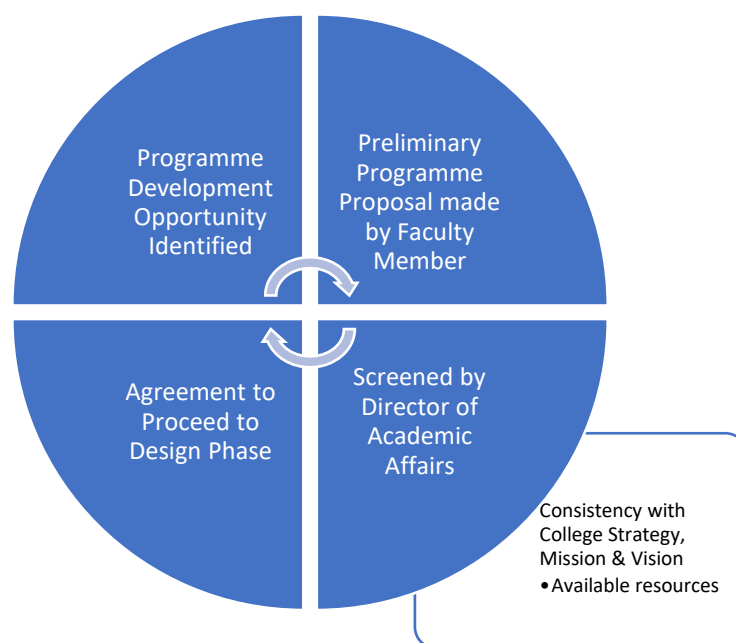 Programme
Development
Opportunity
Identified
Preliminary
Programme
Proposal made
by Faculty
Member
Screened by
Director of
Academic
Affairs
Agreement to
Proceed to
Design Phase
Consistency with
College Strategy,
Mission & Vision
•Available resources